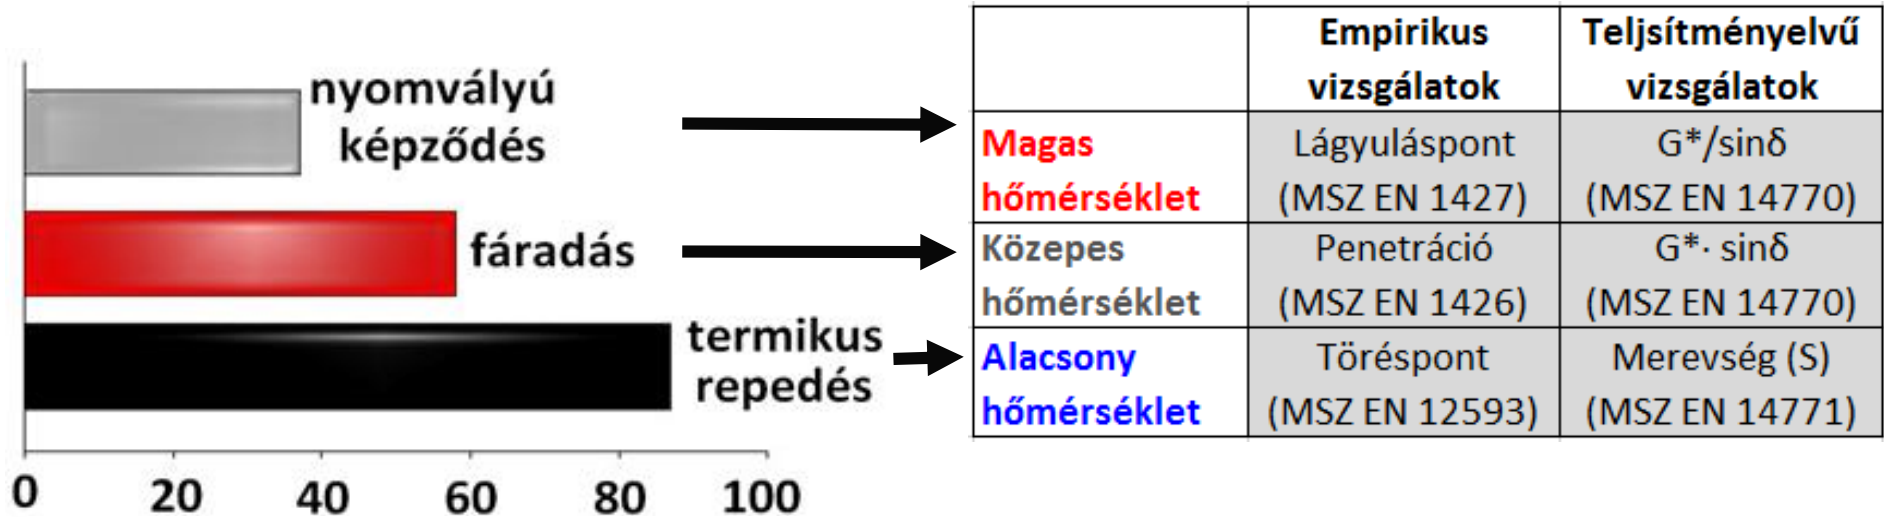 nyomvályú
képződés
fáradás
termikus
repedés
0 20 40 60 80 100
Empirikus
vizsgálatok
Teljsítményelvű
vizsgálatok
Magas
hőmérséklet
Lágyuláspont
(MSZ EN 1427)
G*/sinδ
(MSZ EN 14770)
Közepes
hőmérséklet
Penetráció
(MSZ EN 1426)
G*· sinδ
(MSZ EN 14770)
Alacsony
hőmérséklet
Töréspont
(MSZ EN 12593)
Merevség (S)
(MSZ EN 14771)